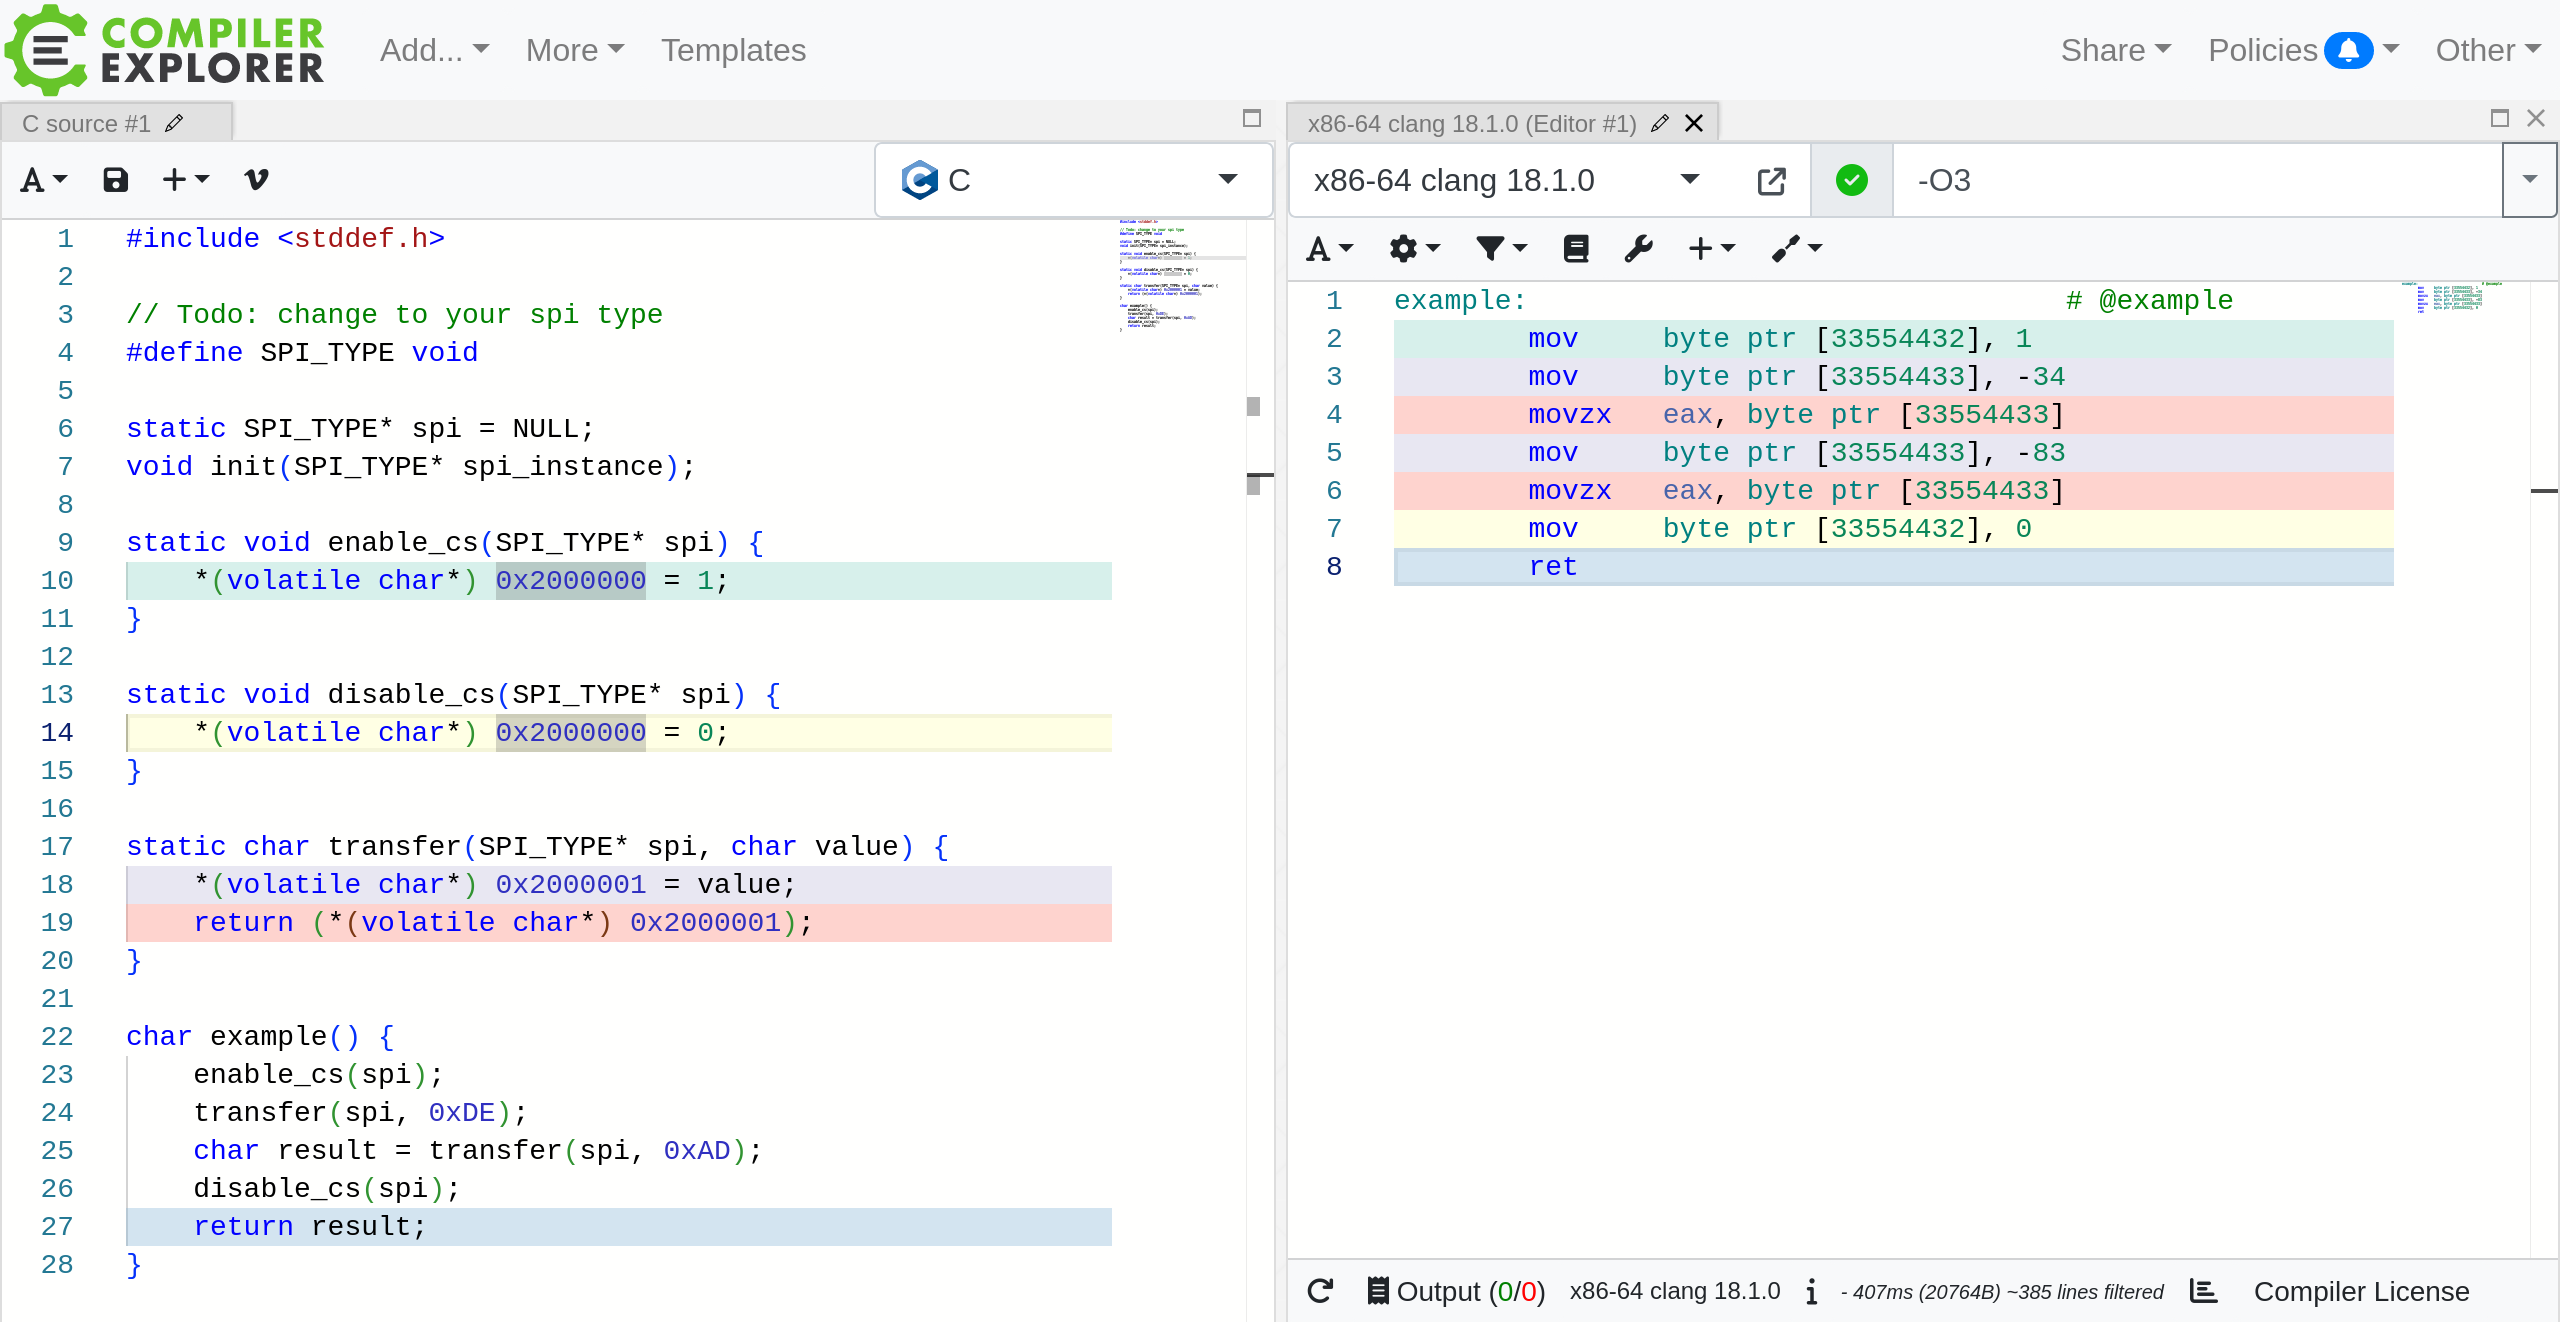 COMPILER
EXPLORER
Add... More Templates
Share Policies Other
C source #1
C
1 #include <stddef.h>
2
3 // Todo: change to your spi type
4 #define SPI_TYPE void
5
6 static SPI_TYPE* spi = NULL;
7 void init(SPI_TYPE* spi_instance);
8
9 static void enable_cs(SPI_TYPE* spi) {
10     *(volatile char*) 0x2000000 = 1;
11 }
12
13 static void disable_cs(SPI_TYPE* spi) {
14     *(volatile char*) 0x2000000 = 0;
15 }
16
17 static char transfer(SPI_TYPE* spi, char value) {
18     *(volatile char*) 0x2000001 = value;
19     return (*(volatile char*) 0x2000001);
20 }
21
22 char example() {
23     enable_cs(spi);
24     transfer(spi, 0xDE);
25     char result = transfer(spi, 0xAD);
26     disable_cs(spi);
27     return result;
28 }
x86-64 clang 18.1.0 (Editor #1)
x86-64 clang 18.1.0 -O3
1 example: # @example
2         mov     byte ptr [33554432], 1
3         mov     byte ptr [33554433], -34
4         movzx   eax, byte ptr [33554433]
5         mov     byte ptr [33554433], -83
6         movzx   eax, byte ptr [33554433]
7         mov     byte ptr [33554432], 0
8         ret
Output (0/0) x86-64 clang 18.1.0 - 407ms (20764B) ~385 lines filtered Compiler License